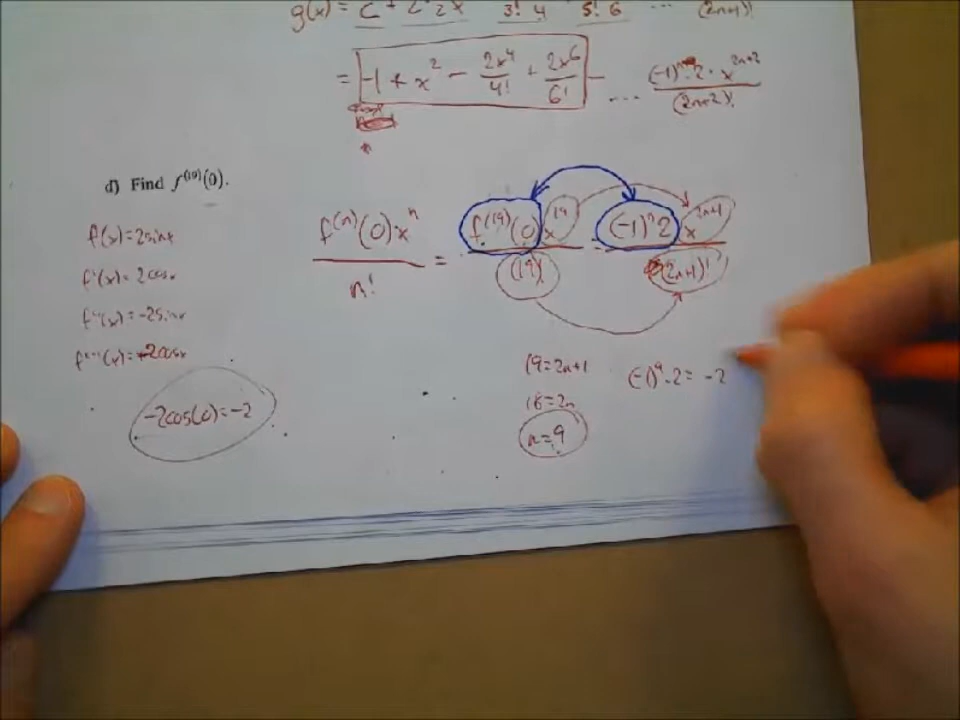 g(x) = C + 2·2x 3! 4 5! 6 ... (2n+1)!
= -1 + x² - 2x⁴/4! + 2x⁶/6! - ... (-1)ⁿ·2·x²ⁿ⁺²/(2n+2)!
d) Find f⁽¹⁹⁾(0).
f⁽ⁿ⁾(0)·xⁿ/n! = f⁽¹⁹⁾(0)x¹⁹/(19)! = (-1)ⁿ2x²ⁿ⁺¹/(2n+1)!
f(x)=2sinx
f'(x)=2cosx
f''(x)=-2sinx
f'''(x)=-2cosx
-2cos(0)=-2
19=2n+1
18=2n
n=9
(-1)⁹·2=-2